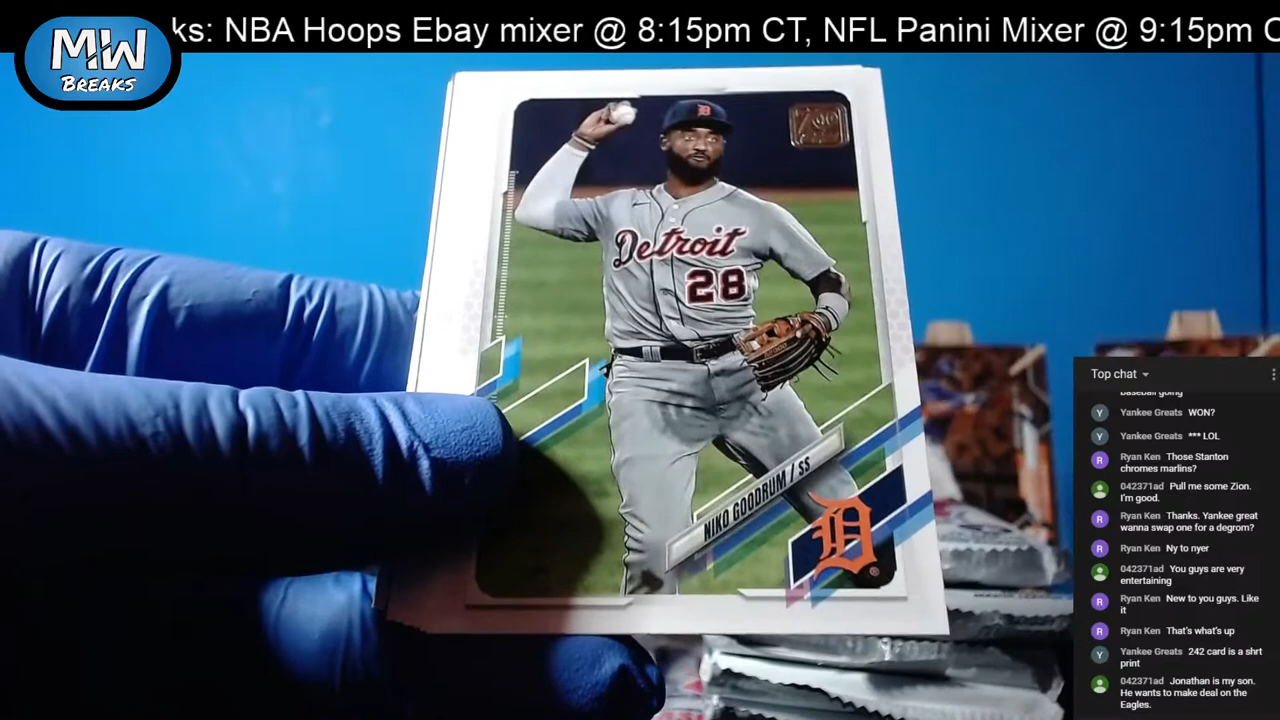 ks: NBA Hoops Ebay mixer @ 8:15pm CT, NFL Panini Mixer @ 9:15pm C
MW
BREAKS
70
D
Detroit
28
NIKO GOODRUM / SS
D
Top chat
baseball going
Y Yankee Greats WON?
Y Yankee Greats *** LOL
R Ryan Ken Those Stanton
chromes marlins?
042371ad Pull me some Zion.
I'm good.
R Ryan Ken Thanks. Yankee great
wanna swap one for a degrom?
R Ryan Ken Ny to nyer
042371ad You guys are very
entertaining
R Ryan Ken New to you guys. Like
it
R Ryan Ken That's what's up
Y Yankee Greats 242 card is a shrt
print
042371ad Jonathan is my son.
He wants to make deal on the
Eagles.